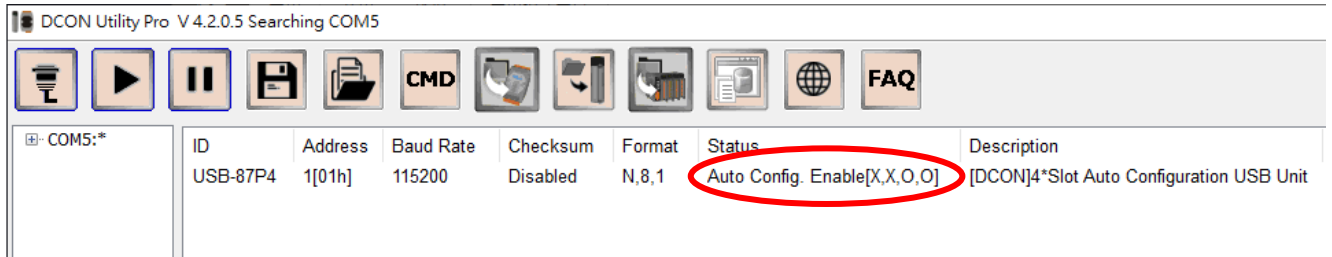 DCON Utility Pro V 4.2.0.5 Searching COM5
CMD FAQ
COM5:*
ID Address Baud Rate Checksum Format Status Description
USB-87P4 1[01h] 115200 Disabled N,8,1 Auto Config. Enable[X,X,O,O] [DCON]4*Slot Auto Configuration USB Unit